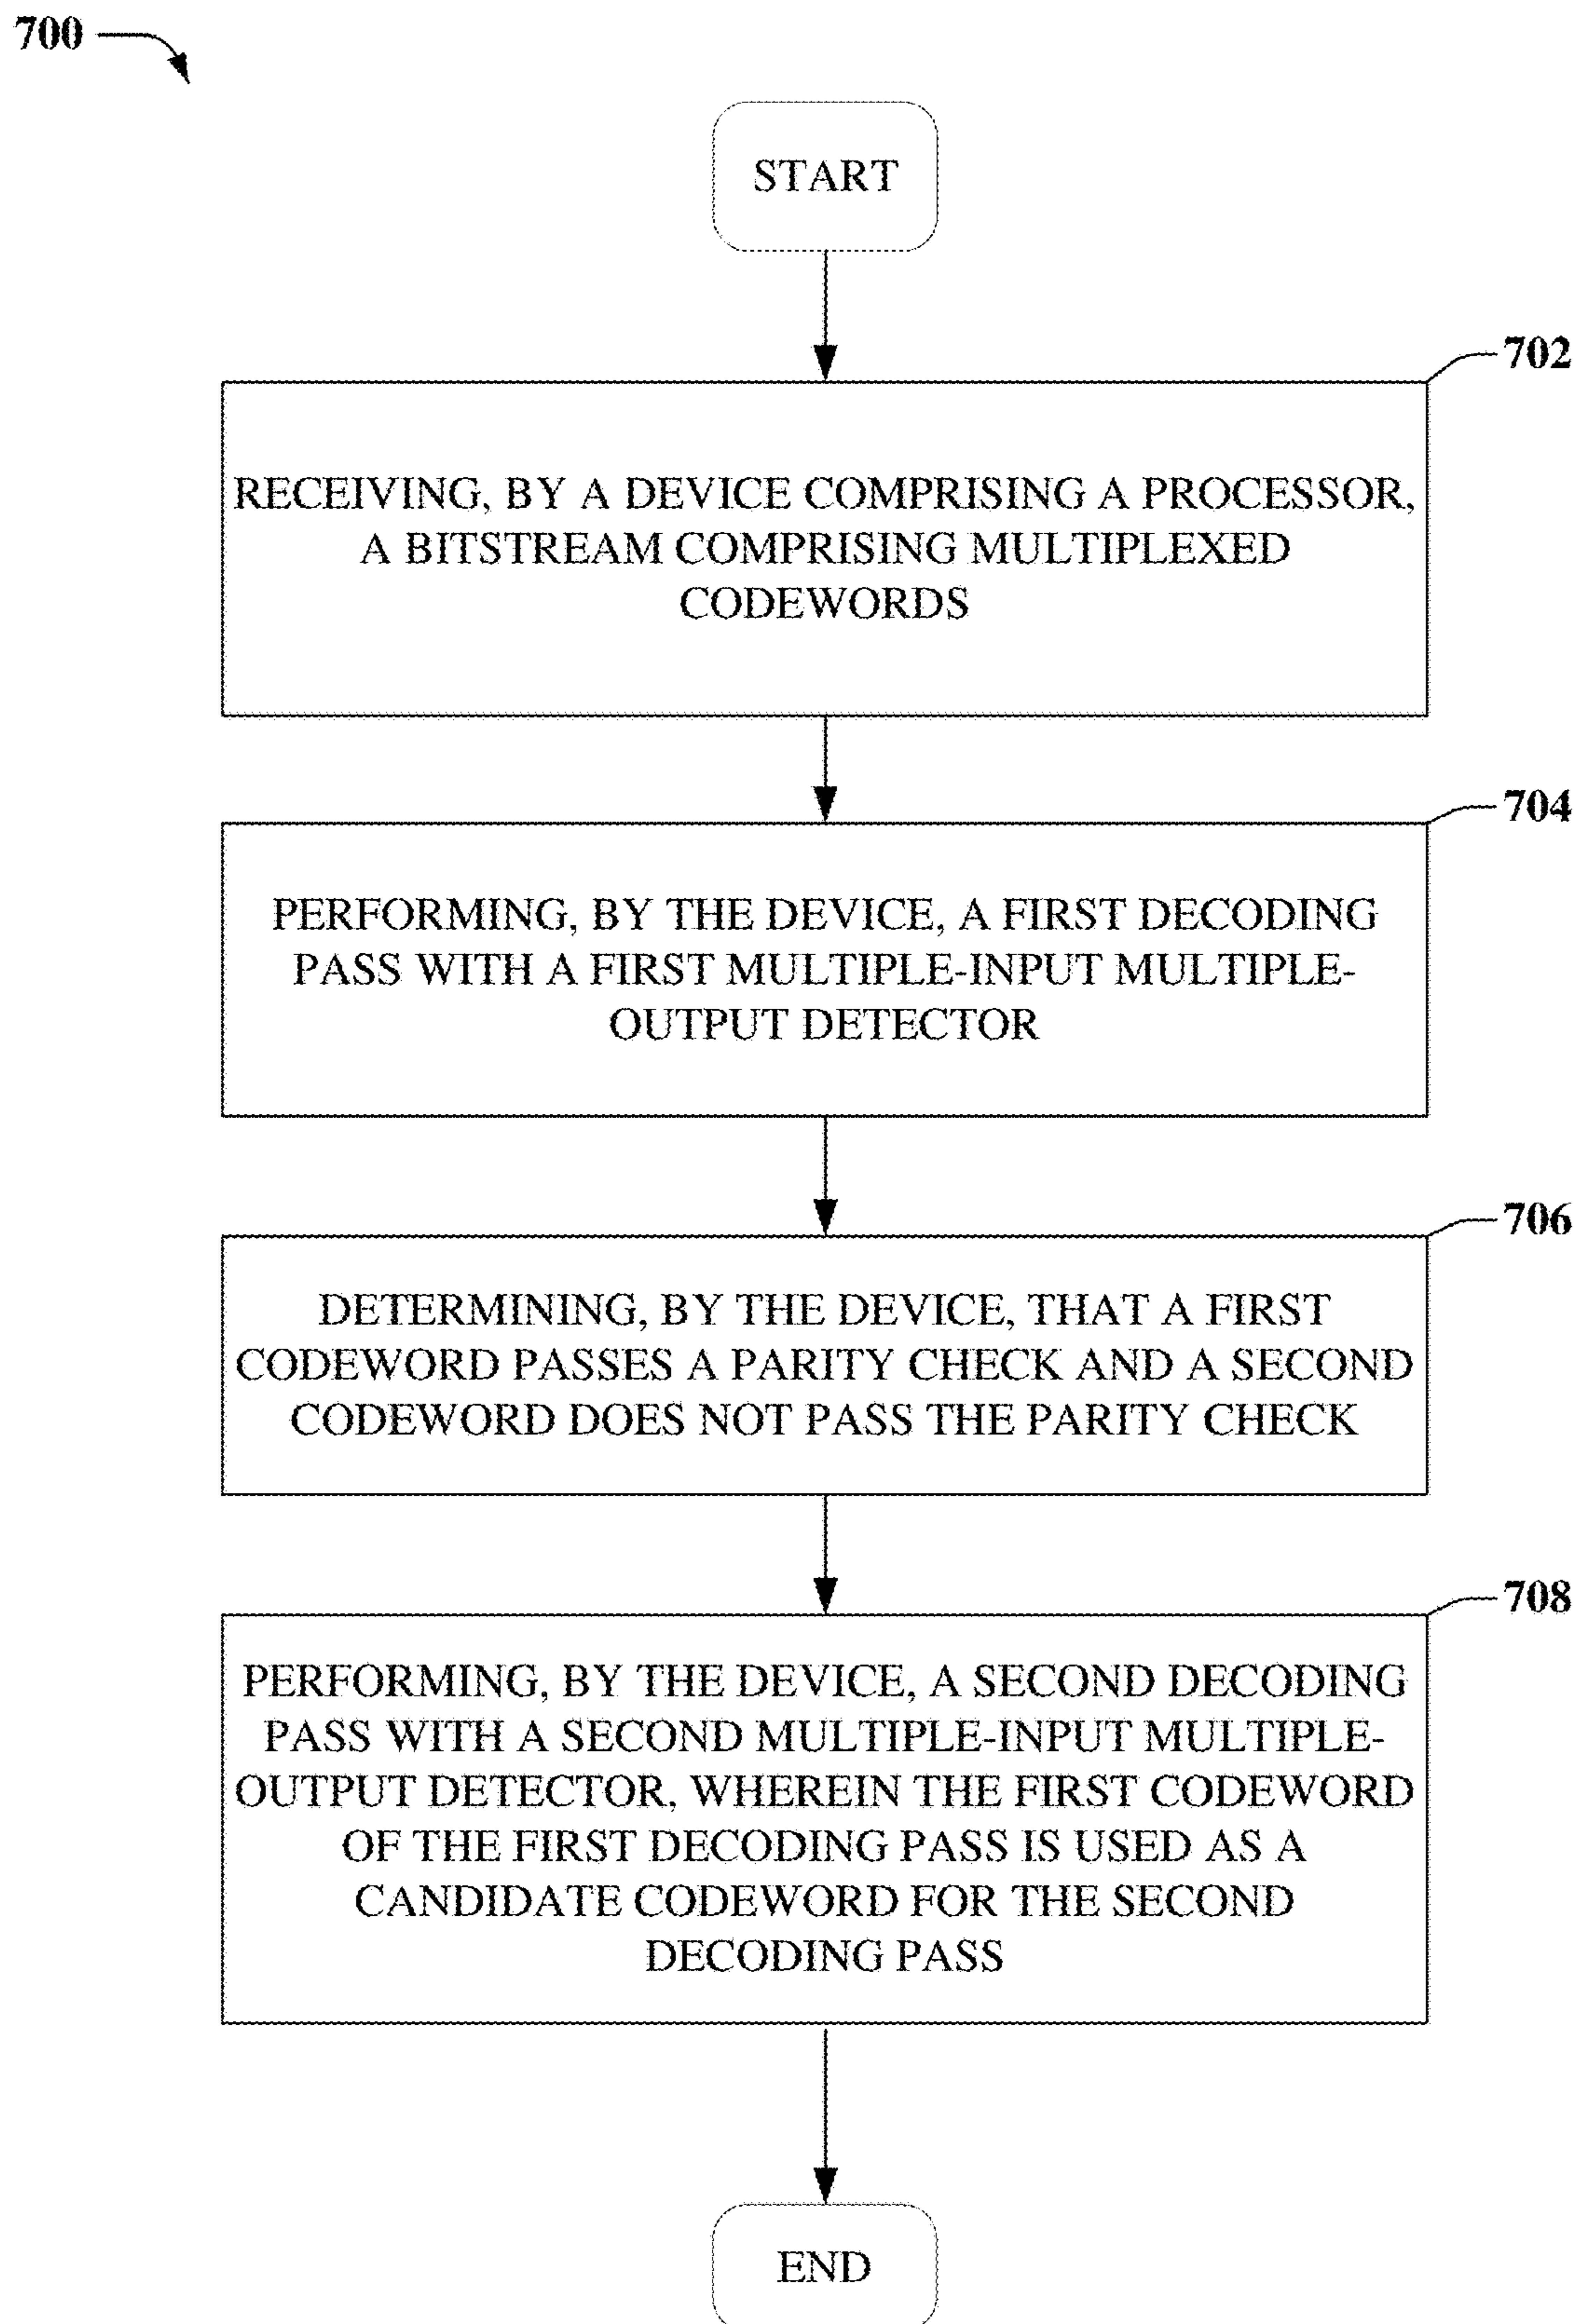 700
START
702
RECEIVING, BY A DEVICE COMPRISING A PROCESSOR,
A BITSTREAM COMPRISING MULTIPLEXED
CODEWORDS
704
PERFORMING, BY THE DEVICE, A FIRST DECODING
PASS WITH A FIRST MULTIPLE-INPUT MULTIPLE-
OUTPUT DETECTOR
706
DETERMINING, BY THE DEVICE, THAT A FIRST
CODEWORD PASSES A PARITY CHECK AND A SECOND
CODEWORD DOES NOT PASS THE PARITY CHECK
708
PERFORMING, BY THE DEVICE, A SECOND DECODING
PASS WITH A SECOND MULTIPLE-INPUT MULTIPLE-
OUTPUT DETECTOR, WHEREIN THE FIRST CODEWORD
OF THE FIRST DECODING PASS IS USED AS A
CANDIDATE CODEWORD FOR THE SECOND
DECODING PASS
END